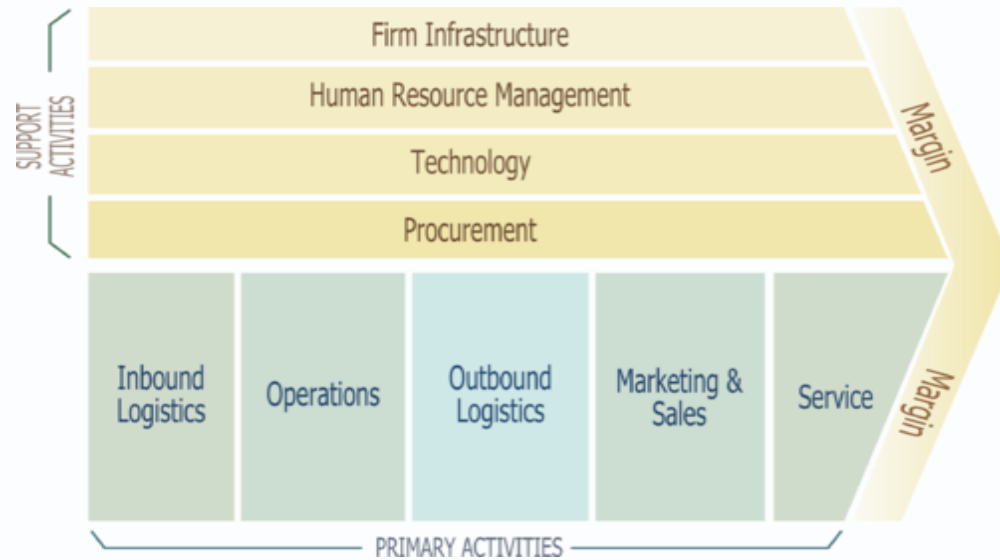 Firm Infrastructure
Human Resource Management
Technology
Procurement
SUPPORT
ACTIVITIES
Margin
Inbound
Logistics
Operations
Outbound
Logistics
Marketing &
Sales
Service
Margin
PRIMARY ACTIVITIES